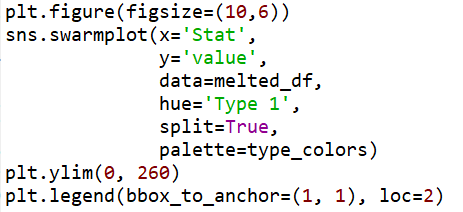 plt.figure(figsize=(10,6))
sns.swarmplot(x='Stat',
              y='value',
              data=melted_df,
              hue='Type 1',
              split=True,
              palette=type_colors)
plt.ylim(0, 260)
plt.legend(bbox_to_anchor=(1, 1), loc=2)